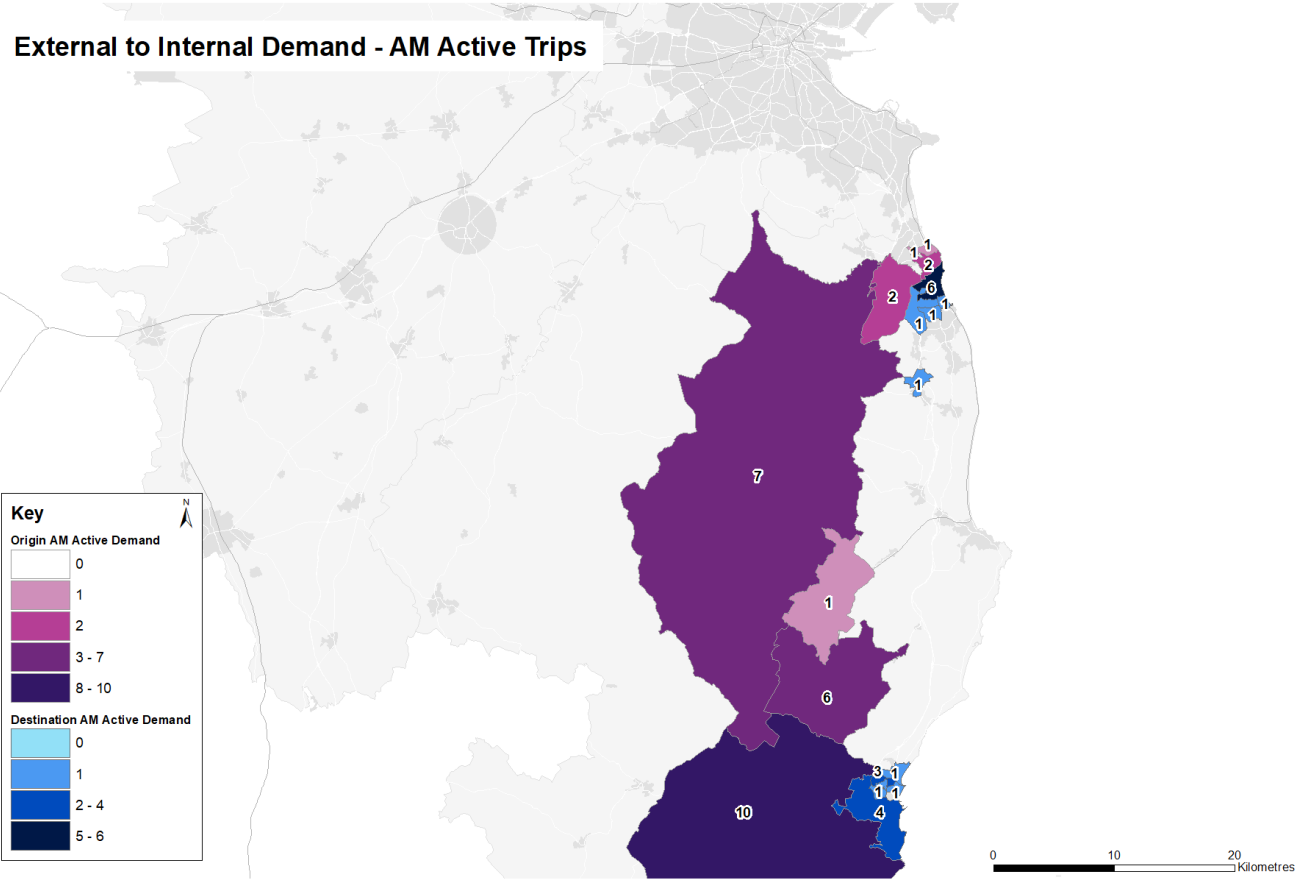 External to Internal Demand - AM Active Trips
1
1
2
6
2
1
1
1
1
7
1
6
3
1
1
1
10
4
Key
N
Origin AM Active Demand
0
1
2
3 - 7
8 - 10
Destination AM Active Demand
0
1
2 - 4
5 - 6
0 10 20
Kilometres